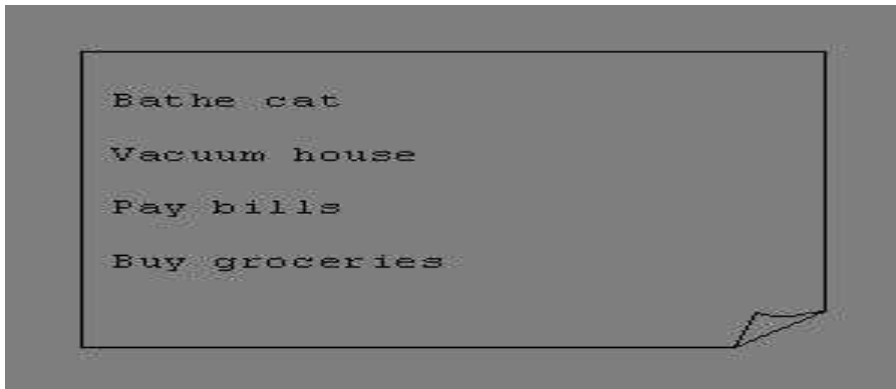 Bathe cat
Vacuum house
Pay bills
Buy groceries